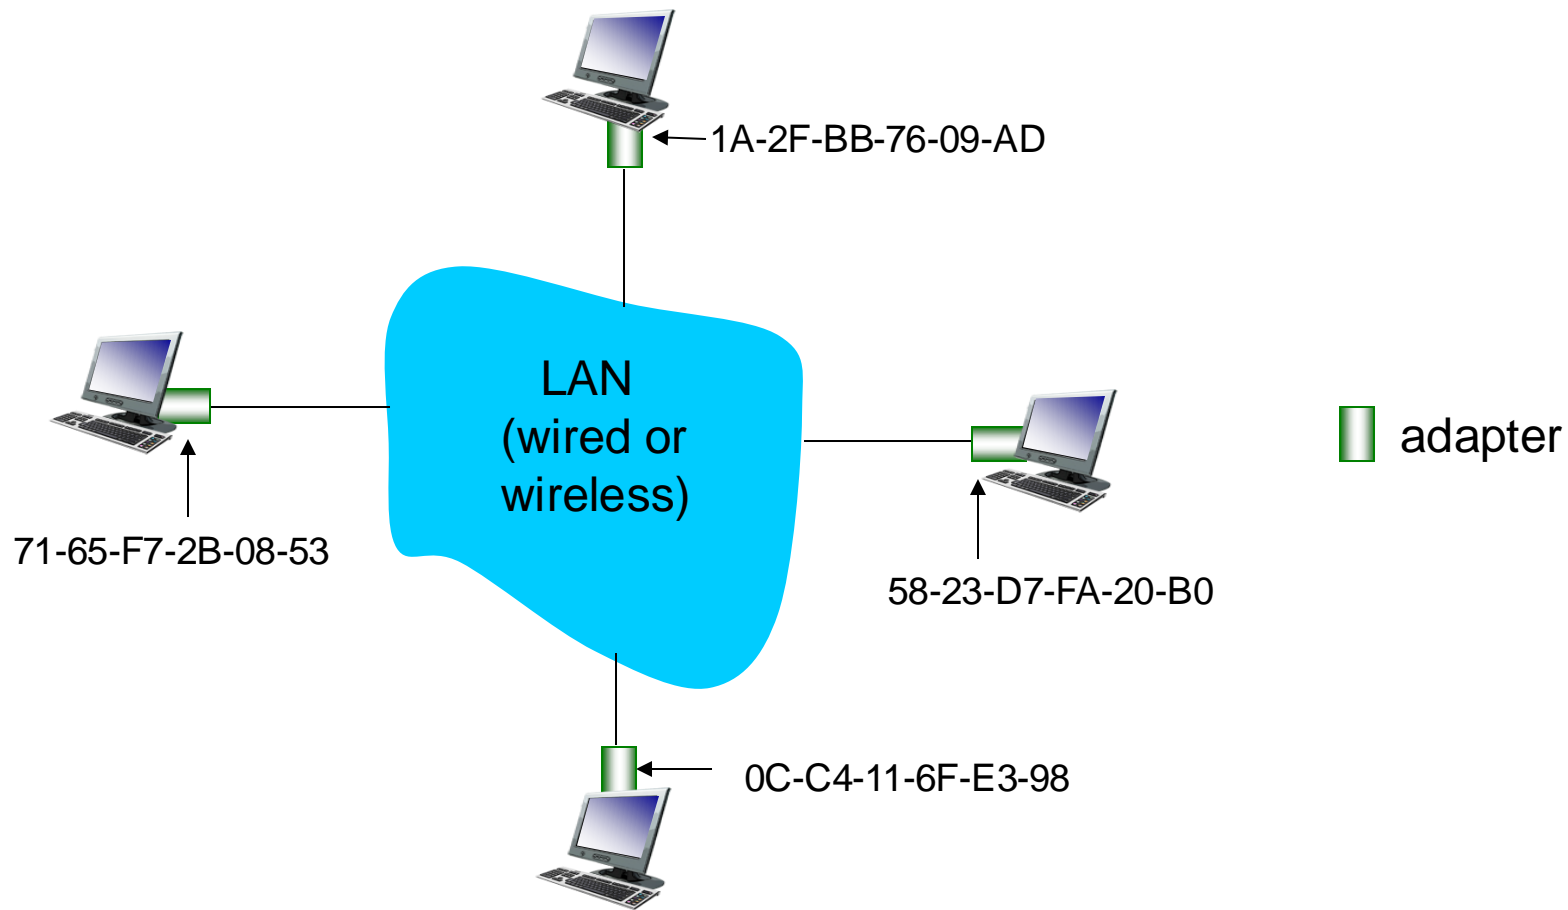 1A-2F-BB-76-09-AD
LAN
(wired or
wireless)
adapter
71-65-F7-2B-08-53
58-23-D7-FA-20-B0
0C-C4-11-6F-E3-98